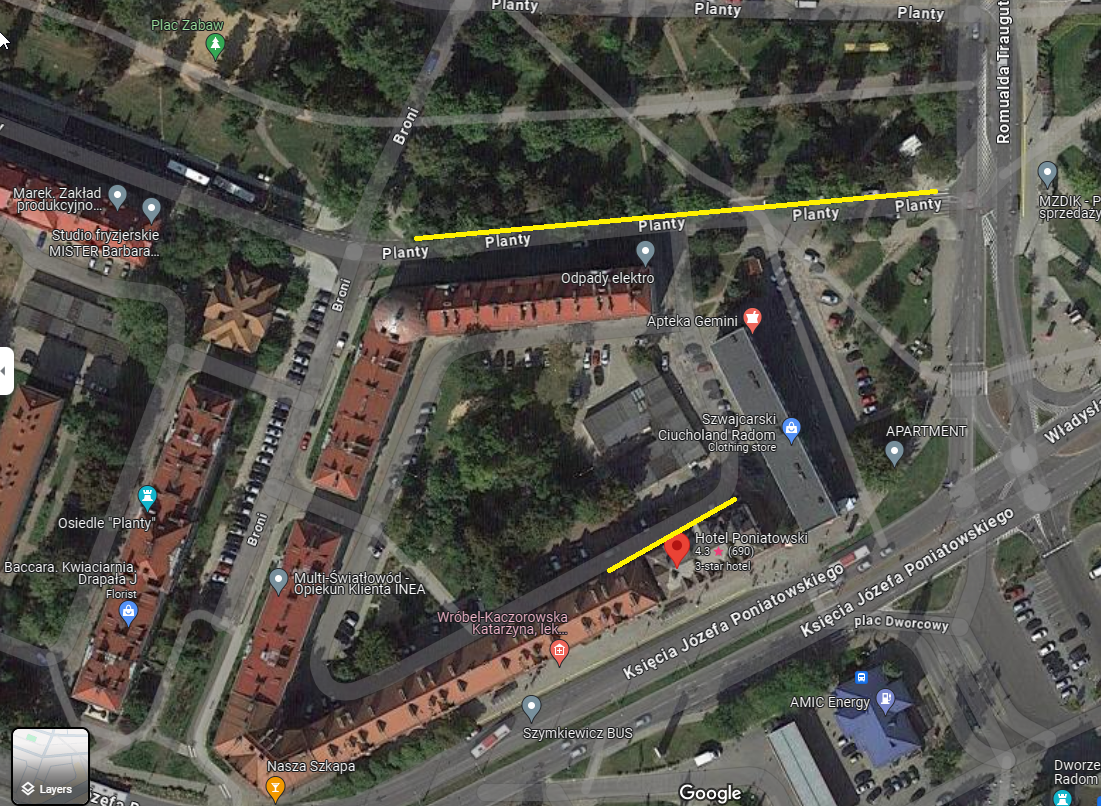 Planty
Planty
Planty
Plac Zabaw
Romualda Traugut
Broni
Marek. Zakład
produkcyjno...
Studio fryzjerskie
MISTER Barbara...
MZDIK - P
sprzedaży
Planty
Planty
Planty
Planty
Planty
Odpady elektro
Broni
Apteka Gemini
Szwajcarski
Ciucholand Radom
Clothing store
APARTMENT
Władysła
Osiedle "Planty"
Broni
Hotel Poniatowski
4.3 ★ (690)
3-star hotel
Baccara. Kwiaciarnia.
Drapała J
Florist
Multi-Światłowód -
Opiekun Klienta INEA
Wróbel-Kaczorowska
Katarzyna, lek...
Księcia Józefa Poniatowskiego
Księcia Józefa Poniatowskiego
plac Dworcowy
AMIC Energy
Szymkiewicz BUS
Nasza Szkapa
Layers
Google
Dworze
Radom